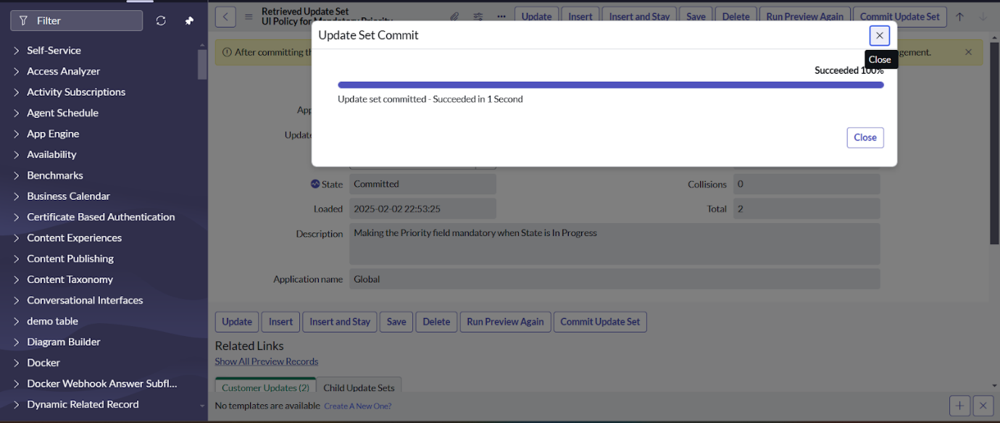 Filter
Self-Service
Access Analyzer
Activity Subscriptions
Agent Schedule
App Engine
Availability
Benchmarks
Business Calendar
Certificate Based Authentication
Content Experiences
Content Publishing
Content Taxonomy
Conversational Interfaces
demo table
Diagram Builder
Docker
Docker Webhook Answer Subfl...
Dynamic Related Record
Retrieved Update Set
UI Policy for Mandatory Priority
Update Insert Insert and Stay Save Delete Run Preview Again Commit Update Set
After committing
Update Set Commit
Close
Succeeded 100%
Update set committed - Succeeded in 1 Second
Close
App
Update
State Committed
Collisions 0
Loaded 2025-02-02 22:53:25
Total 2
Description Making the Priority field mandatory when State is In Progress
Application name Global
Update Insert Insert and Stay Save Delete Run Preview Again Commit Update Set
Related Links
Show All Preview Records
Customer Updates (2) Child Update Sets
No templates are available Create A New One?